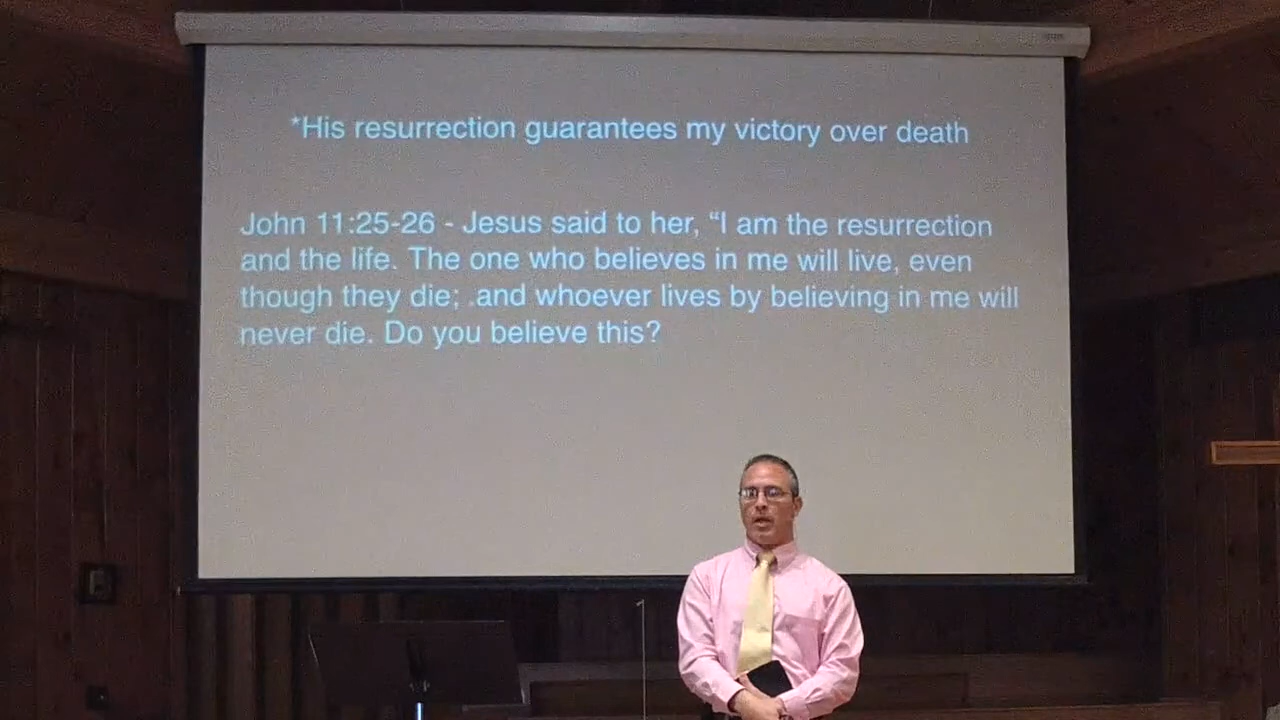 *His resurrection guarantees my victory over death
John 11:25-26 - Jesus said to her, “I am the resurrection
and the life. The one who believes in me will live, even
though they die; .and whoever lives by believing in me will
never die. Do you believe this?